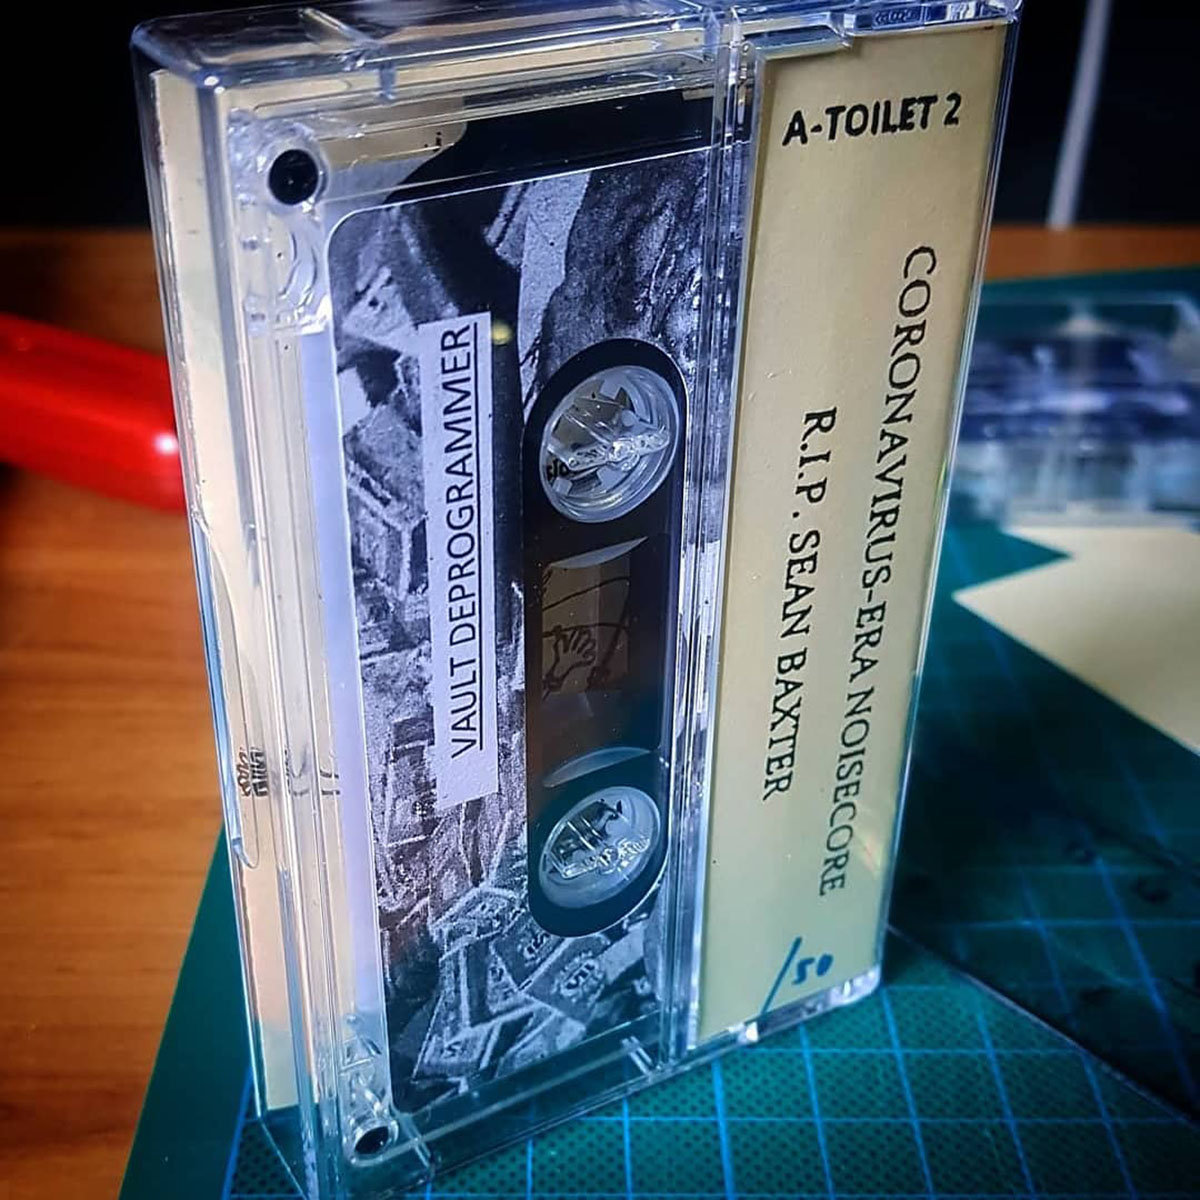 A-TOILET 2
CORONAVIRUS-ERA NOISECORE
R.I.P. SEAN BAXTER
/50
VAULT DEPROGRAMMER